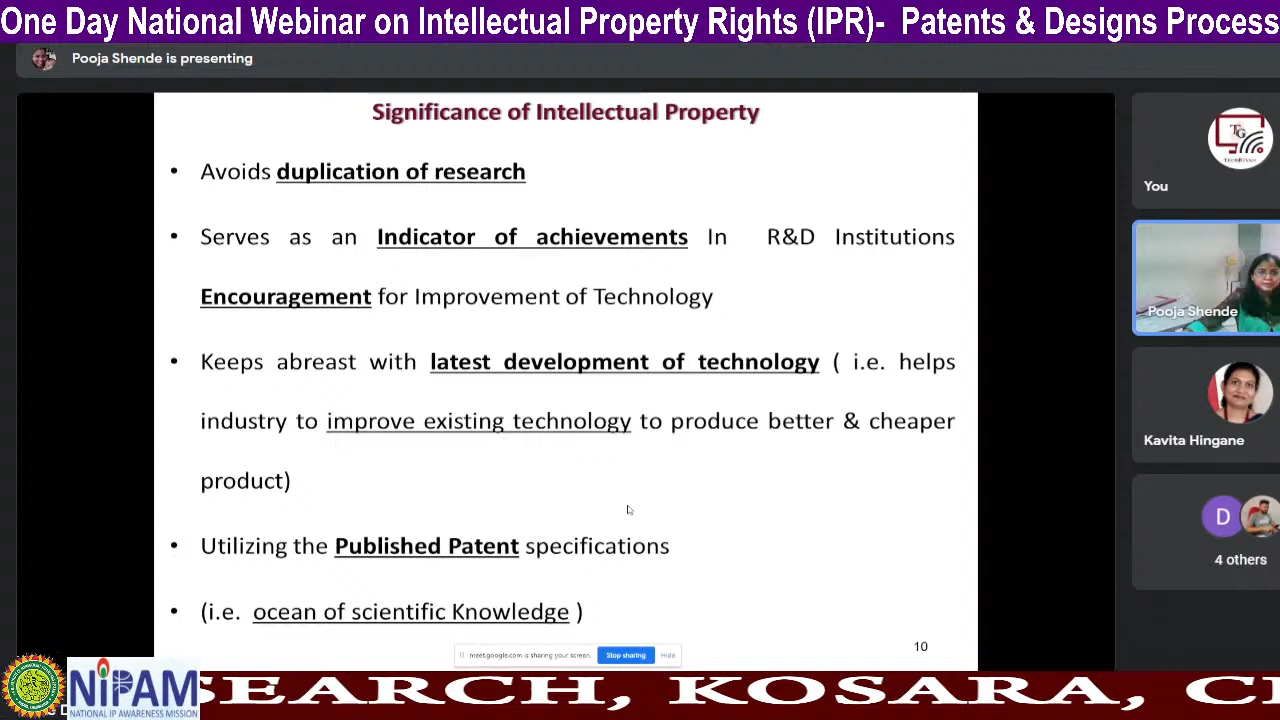 One Day National Webinar on Intellectual Property Rights (IPR)- Patents & Designs Process
Pooja Shende is presenting
Significance of Intellectual Property
• Avoids duplication of research
• Serves as an Indicator of achievements In R&D Institutions
Encouragement for Improvement of Technology
• Keeps abreast with latest development of technology ( i.e. helps
industry to improve existing technology to produce better & cheaper
product)
• Utilizing the Published Patent specifications
• (i.e. ocean of scientific Knowledge )
10
meet.google.com is sharing your screen.
Stop sharing
Hide
TG
TECHNIYAM
You
Pooja Shende
Kavita Hingane
D
4 others
NIPAM
NATIONAL IP AWARENESS MISSION
SEARCH, KOSARA, C